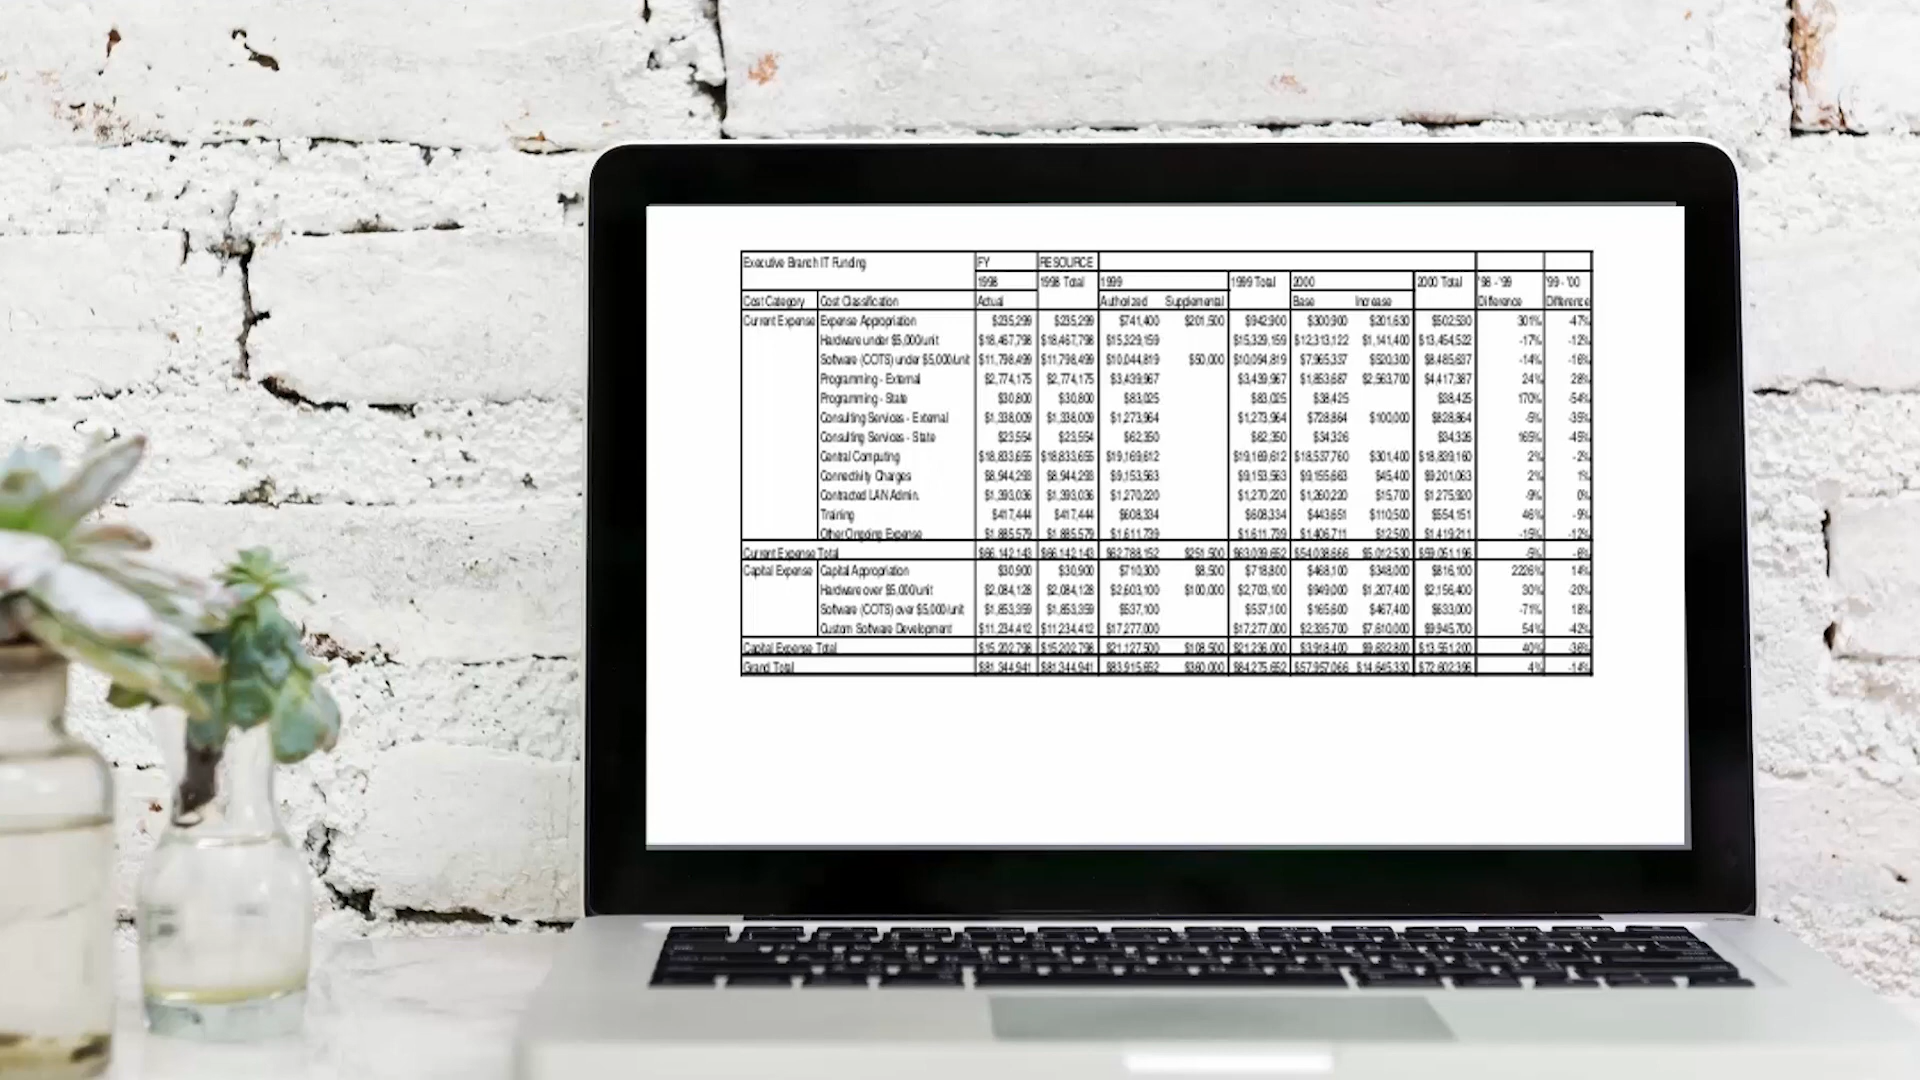 Executive Branch IT Funding FY RESOURCE
1998 1998 Total 1999 1999 Total 2000 2000 Total '98 - '99 '99 - '00
Cost Category Cost Classification Actual Authorized Supplemental Base Increase Difference Difference
Current Expense Expense Appropriation $235,299 $235,299 $741,400 $201,500 $942,900 $300,900 $201,630 $502,530 301% -47%
Hardware under $5,000/unit $18,467,798 $18,467,798 $15,329,159 $15,329,159 $12,313,122 $1,141,400 $13,454,522 -17% -12%
Software (COTS) under $5,000/unit $11,798,499 $11,798,499 $10,044,819 $50,000 $10,094,819 $7,965,337 $520,300 $8,485,637 -14% -16%
Programming - External $2,774,175 $2,774,175 $3,439,967 $3,439,967 $1,853,687 $2,563,700 $4,417,387 24% 28%
Programming - State $30,800 $30,800 $83,025 $83,025 $38,425 $38,425 170% -54%
Consulting Services - External $1,338,009 $1,338,009 $1,273,964 $1,273,964 $728,864 $100,000 $828,864 -5% -35%
Consulting Services - State $23,554 $23,554 $62,350 $62,350 $34,326 $34,326 165% -45%
Central Computing $18,833,655 $18,833,655 $19,169,612 $19,169,612 $18,537,760 $301,400 $18,839,160 2% -2%
Connectivity Charges $8,944,293 $8,944,293 $9,153,563 $9,153,563 $9,155,663 $45,400 $9,201,063 2% 1%
Contracted LAN Admin. $1,393,036 $1,393,036 $1,270,220 $1,270,220 $1,260,220 $15,700 $1,275,920 -9% 0%
Training $417,444 $417,444 $608,334 $608,334 $443,651 $110,500 $554,151 46% -9%
Other Ongoing Expense $1,885,579 $1,885,579 $1,611,739 $1,611,739 $1,406,711 $12,500 $1,419,211 -15% -12%
Current Expense Total $66,142,143 $66,142,143 $62,788,152 $251,500 $63,039,652 $54,038,666 $5,012,530 $59,051,196 -5% -6%
Capital Expense Capital Appropriation $30,900 $30,900 $710,300 $8,500 $718,800 $468,100 $348,000 $816,100 2226% 14%
Hardware over $5,000/unit $2,084,128 $2,084,128 $2,603,100 $100,000 $2,703,100 $949,000 $1,207,400 $2,156,400 30% -20%
Software (COTS) over $5,000/unit $1,853,359 $1,853,359 $537,100 $537,100 $165,600 $467,400 $633,000 -71% 18%
Custom Software Development $11,234,412 $11,234,412 $17,277,000 $17,277,000 $2,335,700 $7,610,000 $9,945,700 54% -42%
Capital Expense Total $15,202,798 $15,202,798 $21,127,500 $108,500 $21,236,000 $3,918,400 $9,632,800 $13,551,200 40% -36%
Grand Total $81,344,941 $81,344,941 $83,915,652 $360,000 $84,275,652 $57,957,066 $14,645,330 $72,602,396 4% -14%